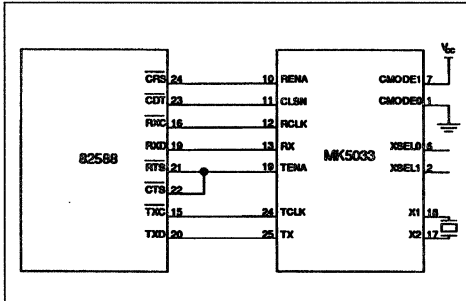 82588
CRS 24
CDT 23
RXC 16
RXD 19
RTS 21
CTS 22
TXC 15
TXD 20
MK5033
10 RENA
11 CLSN
12 RCLK
13 RX
19 TENA
24 TCLK
25 TX
Vcc
CMODE1 7
CMODE0 1
XSEL0 6
XSEL1 2
X1 18
X2 17